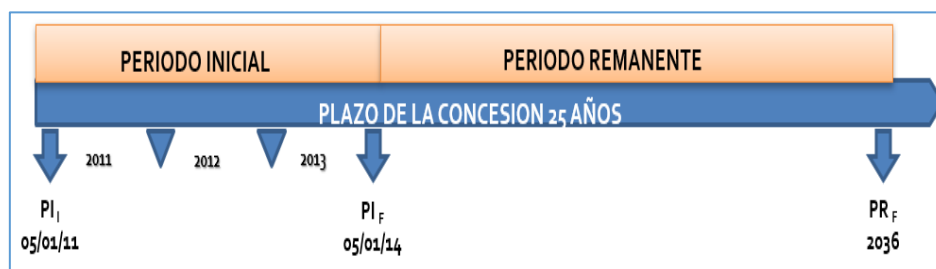 PERIODO INICIAL PERIODO REMANENTE
PLAZO DE LA CONCESION 25 AÑOS
2011 2012 2013
PI I PI F PR F
05/01/11 05/01/14 2036